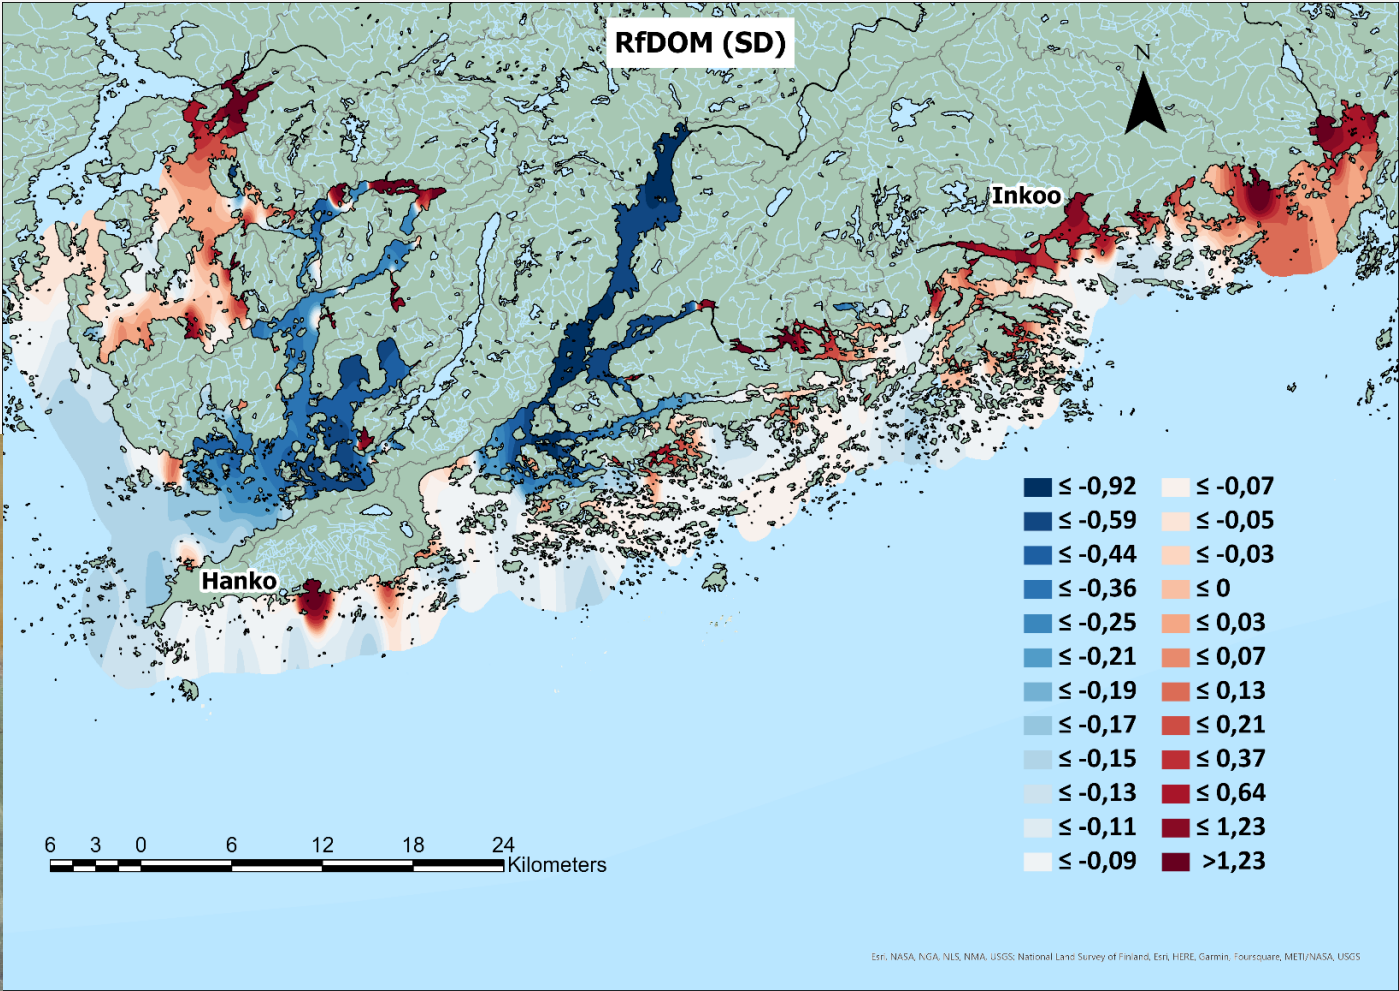 RfDOM (SD)
N
Inkoo
Hanko
≤ -0,92 ≤ -0,07
≤ -0,59 ≤ -0,05
≤ -0,44 ≤ -0,03
≤ -0,36 ≤ 0
≤ -0,25 ≤ 0,03
≤ -0,21 ≤ 0,07
≤ -0,19 ≤ 0,13
≤ -0,17 ≤ 0,21
≤ -0,15 ≤ 0,37
≤ -0,13 ≤ 0,64
≤ -0,11 ≤ 1,23
≤ -0,09 >1,23
6 3 0 6 12 18 24
Kilometers
Esri, NASA, NGA, NLS, NMA, USGS; National Land Survey of Finland, Esri, HERE, Garmin, Foursquare, METI/NASA, USGS